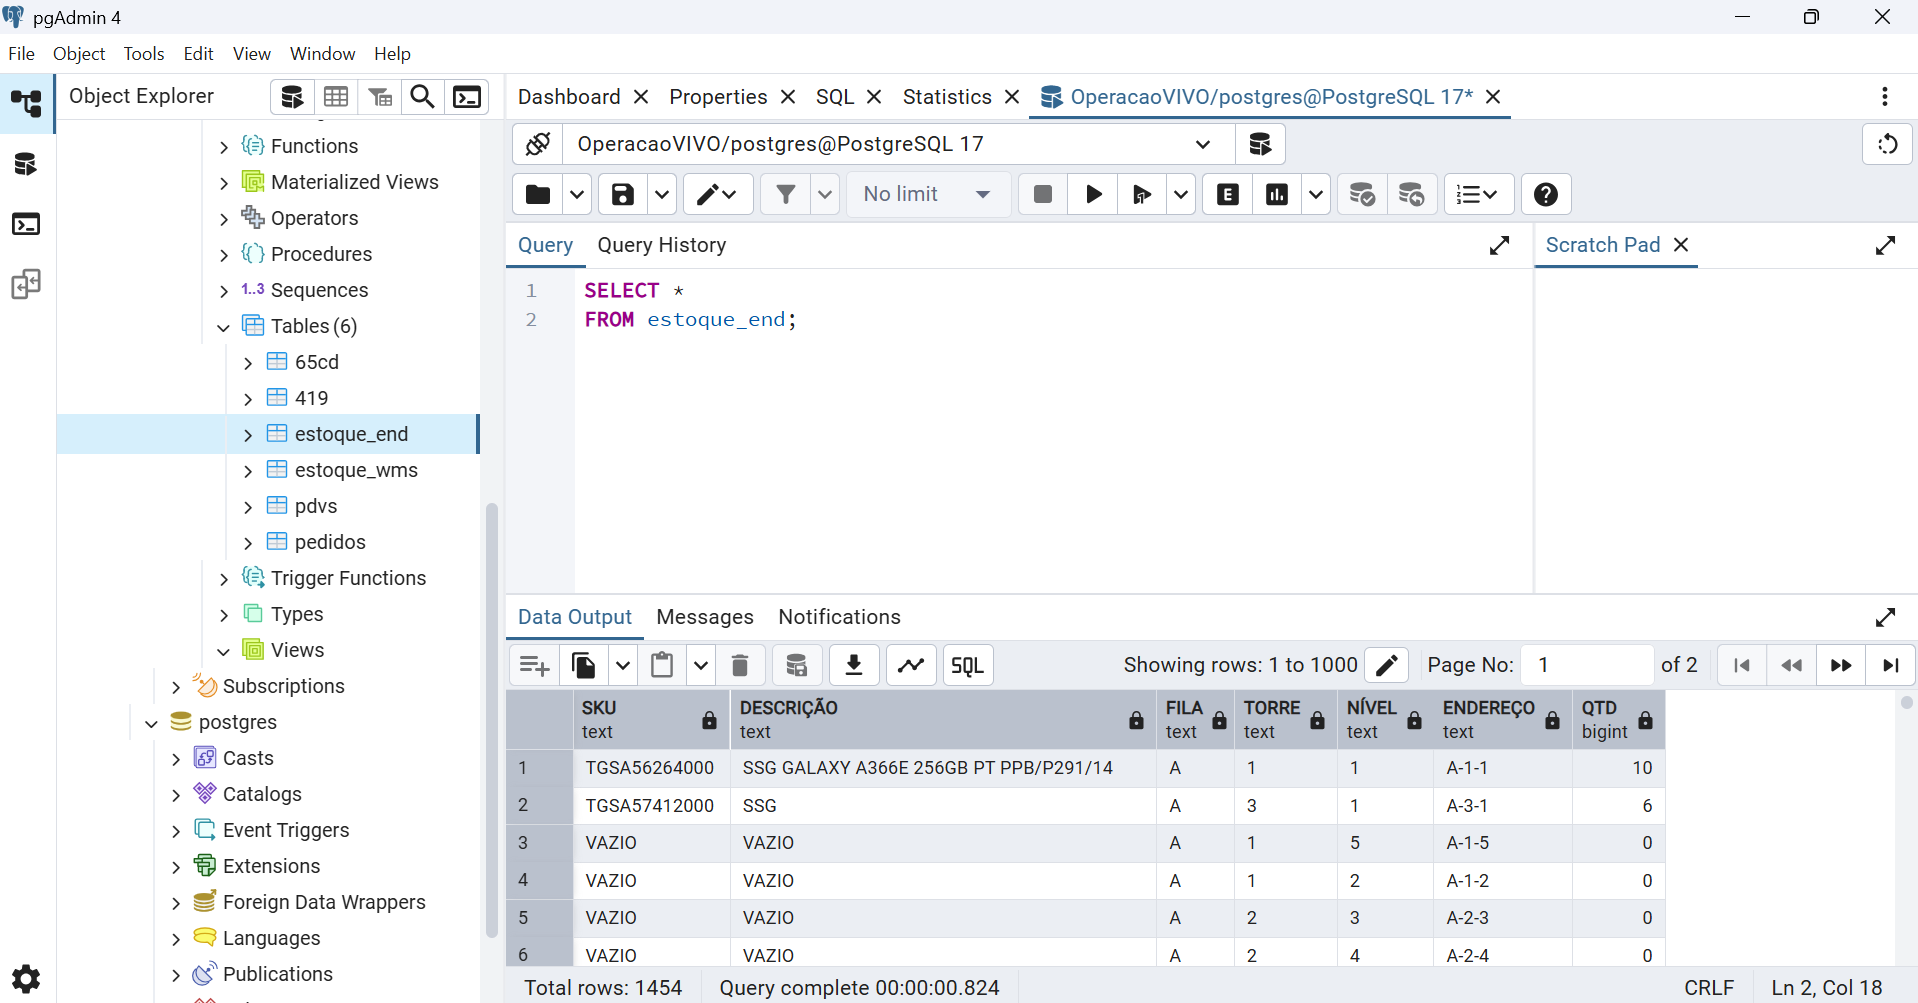 pgAdmin 4
File Object Tools Edit View Window Help
Object Explorer
Functions
Materialized Views
Operators
Procedures
1..3 Sequences
Tables (6)
65cd
419
estoque_end
estoque_wms
pdvs
pedidos
Trigger Functions
Types
Views
Subscriptions
postgres
Casts
Catalogs
Event Triggers
Extensions
Foreign Data Wrappers
Languages
Publications
Dashboard Properties SQL Statistics OperacaoVIVO/postgres@PostgreSQL 17*
OperacaoVIVO/postgres@PostgreSQL 17
No limit E
Query Query History
Scratch Pad
1 SELECT *
2 FROM estoque_end;
Data Output Messages Notifications
SQL Showing rows: 1 to 1000 Page No: 1 of 2
SKU DESCRIÇÃO FILA TORRE NÍVEL ENDEREÇO QTD
text text text text text text bigint
1 TGSA56264000 SSG GALAXY A366E 256GB PT PPB/P291/14 A 1 1 A-1-1 10
2 TGSA57412000 SSG A 3 1 A-3-1 6
3 VAZIO VAZIO A 1 5 A-1-5 0
4 VAZIO VAZIO A 1 2 A-1-2 0
5 VAZIO VAZIO A 2 3 A-2-3 0
6 VAZIO VAZIO A 2 4 A-2-4 0
Total rows: 1454 Query complete 00:00:00.824 CRLF Ln 2, Col 18